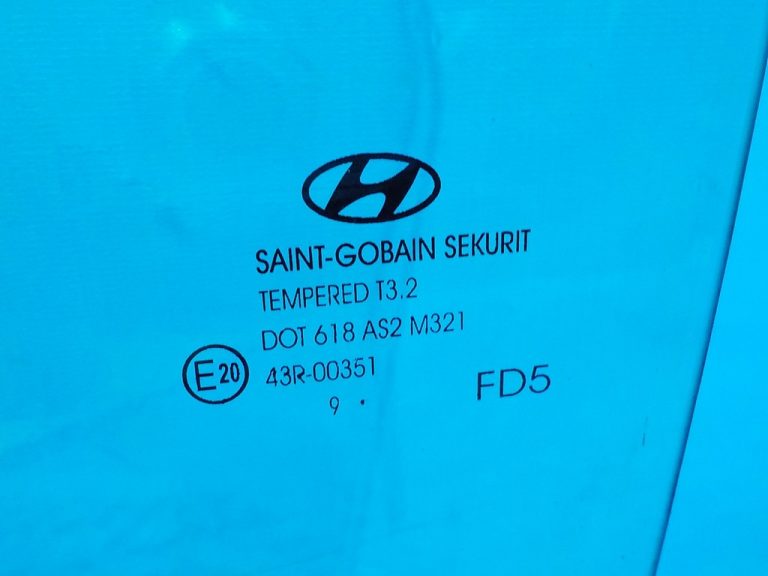 SAINT-GOBAIN SEKURIT
TEMPERED T3.2
DOT 618 AS2 M321
E20 43R-00351
9 . FD5